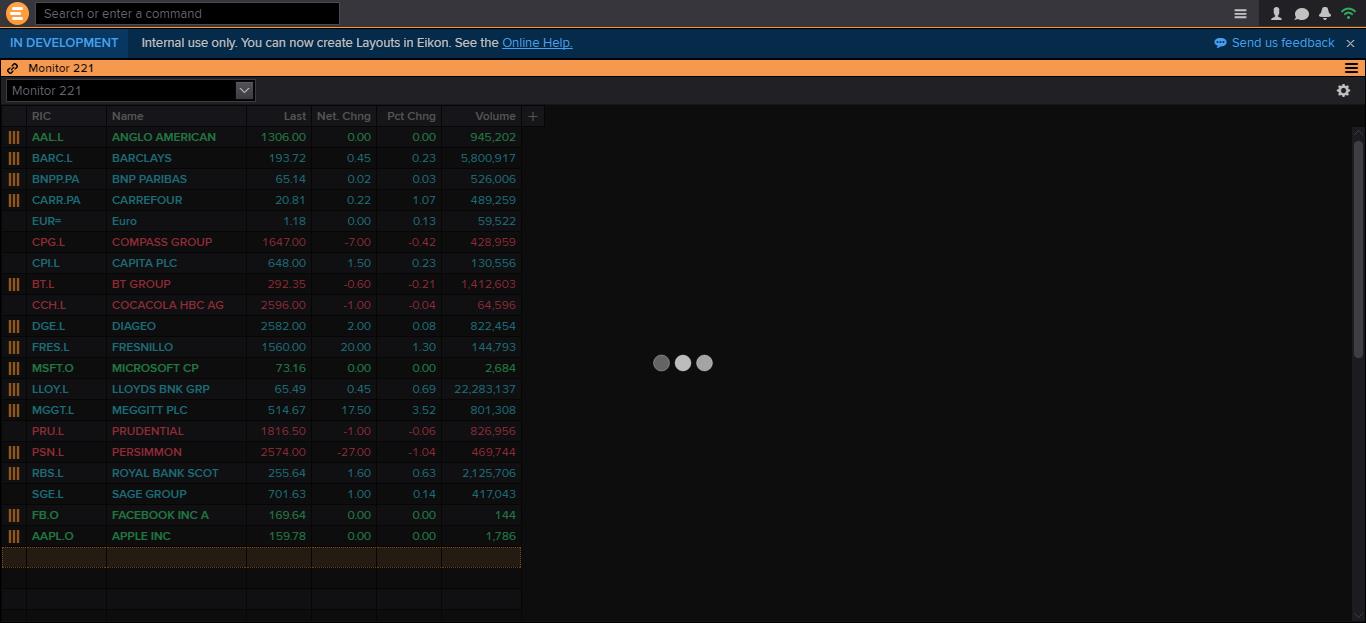 Search or enter a command
IN DEVELOPMENT Internal use only. You can now create Layouts in Eikon. See the Online Help. Send us feedback
Monitor 221
Monitor 221
RIC Name Last Net. Chng Pct Chng Volume +
AAL.L ANGLO AMERICAN 1306.00 0.00 0.00 945,202
BARC.L BARCLAYS 193.72 0.45 0.23 5,800,917
BNPP.PA BNP PARIBAS 65.14 0.02 0.03 526,006
CARR.PA CARREFOUR 20.81 0.22 1.07 489,259
EUR= Euro 1.18 0.00 0.13 59,522
CPG.L COMPASS GROUP 1647.00 -7.00 -0.42 428,959
CPI.L CAPITA PLC 648.00 1.50 0.23 130,556
BT.L BT GROUP 292.35 -0.60 -0.21 1,412,603
CCH.L COCACOLA HBC AG 2596.00 -1.00 -0.04 64,596
DGE.L DIAGEO 2582.00 2.00 0.08 822,454
FRES.L FRESNILLO 1560.00 20.00 1.30 144,793
MSFT.O MICROSOFT CP 73.16 0.00 0.00 2,684
LLOY.L LLOYDS BNK GRP 65.49 0.45 0.69 22,283,137
MGGT.L MEGGITT PLC 514.67 17.50 3.52 801,308
PRU.L PRUDENTIAL 1816.50 -1.00 -0.06 826,956
PSN.L PERSIMMON 2574.00 -27.00 -1.04 469,744
RBS.L ROYAL BANK SCOT 255.64 1.60 0.63 2,125,706
SGE.L SAGE GROUP 701.63 1.00 0.14 417,043
FB.O FACEBOOK INC A 169.64 0.00 0.00 144
AAPL.O APPLE INC 159.78 0.00 0.00 1,786